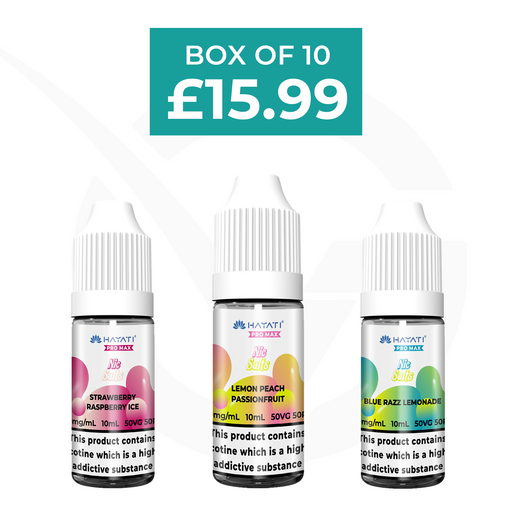 BOX OF 10
£15.99
HAYATI®
PRO MAX
Nic
Salts
STRAWBERRY
RASPBERRY ICE
mg/mL 10mL 50VG 50P
This product contains
cotine which is a high
addictive substance
HAYATI®
PRO MAX
Nic
Salts
LEMON PEACH
PASSIONFRUIT
mg/mL 10mL 50VG 50P
This product contains
cotine which is a high
addictive substance
HAYATI®
PRO MAX
Nic
Salts
BLUE RAZZ LEMONADE
mg/mL 10mL 50VG 50P
This product contains
cotine which is a high
addictive substance